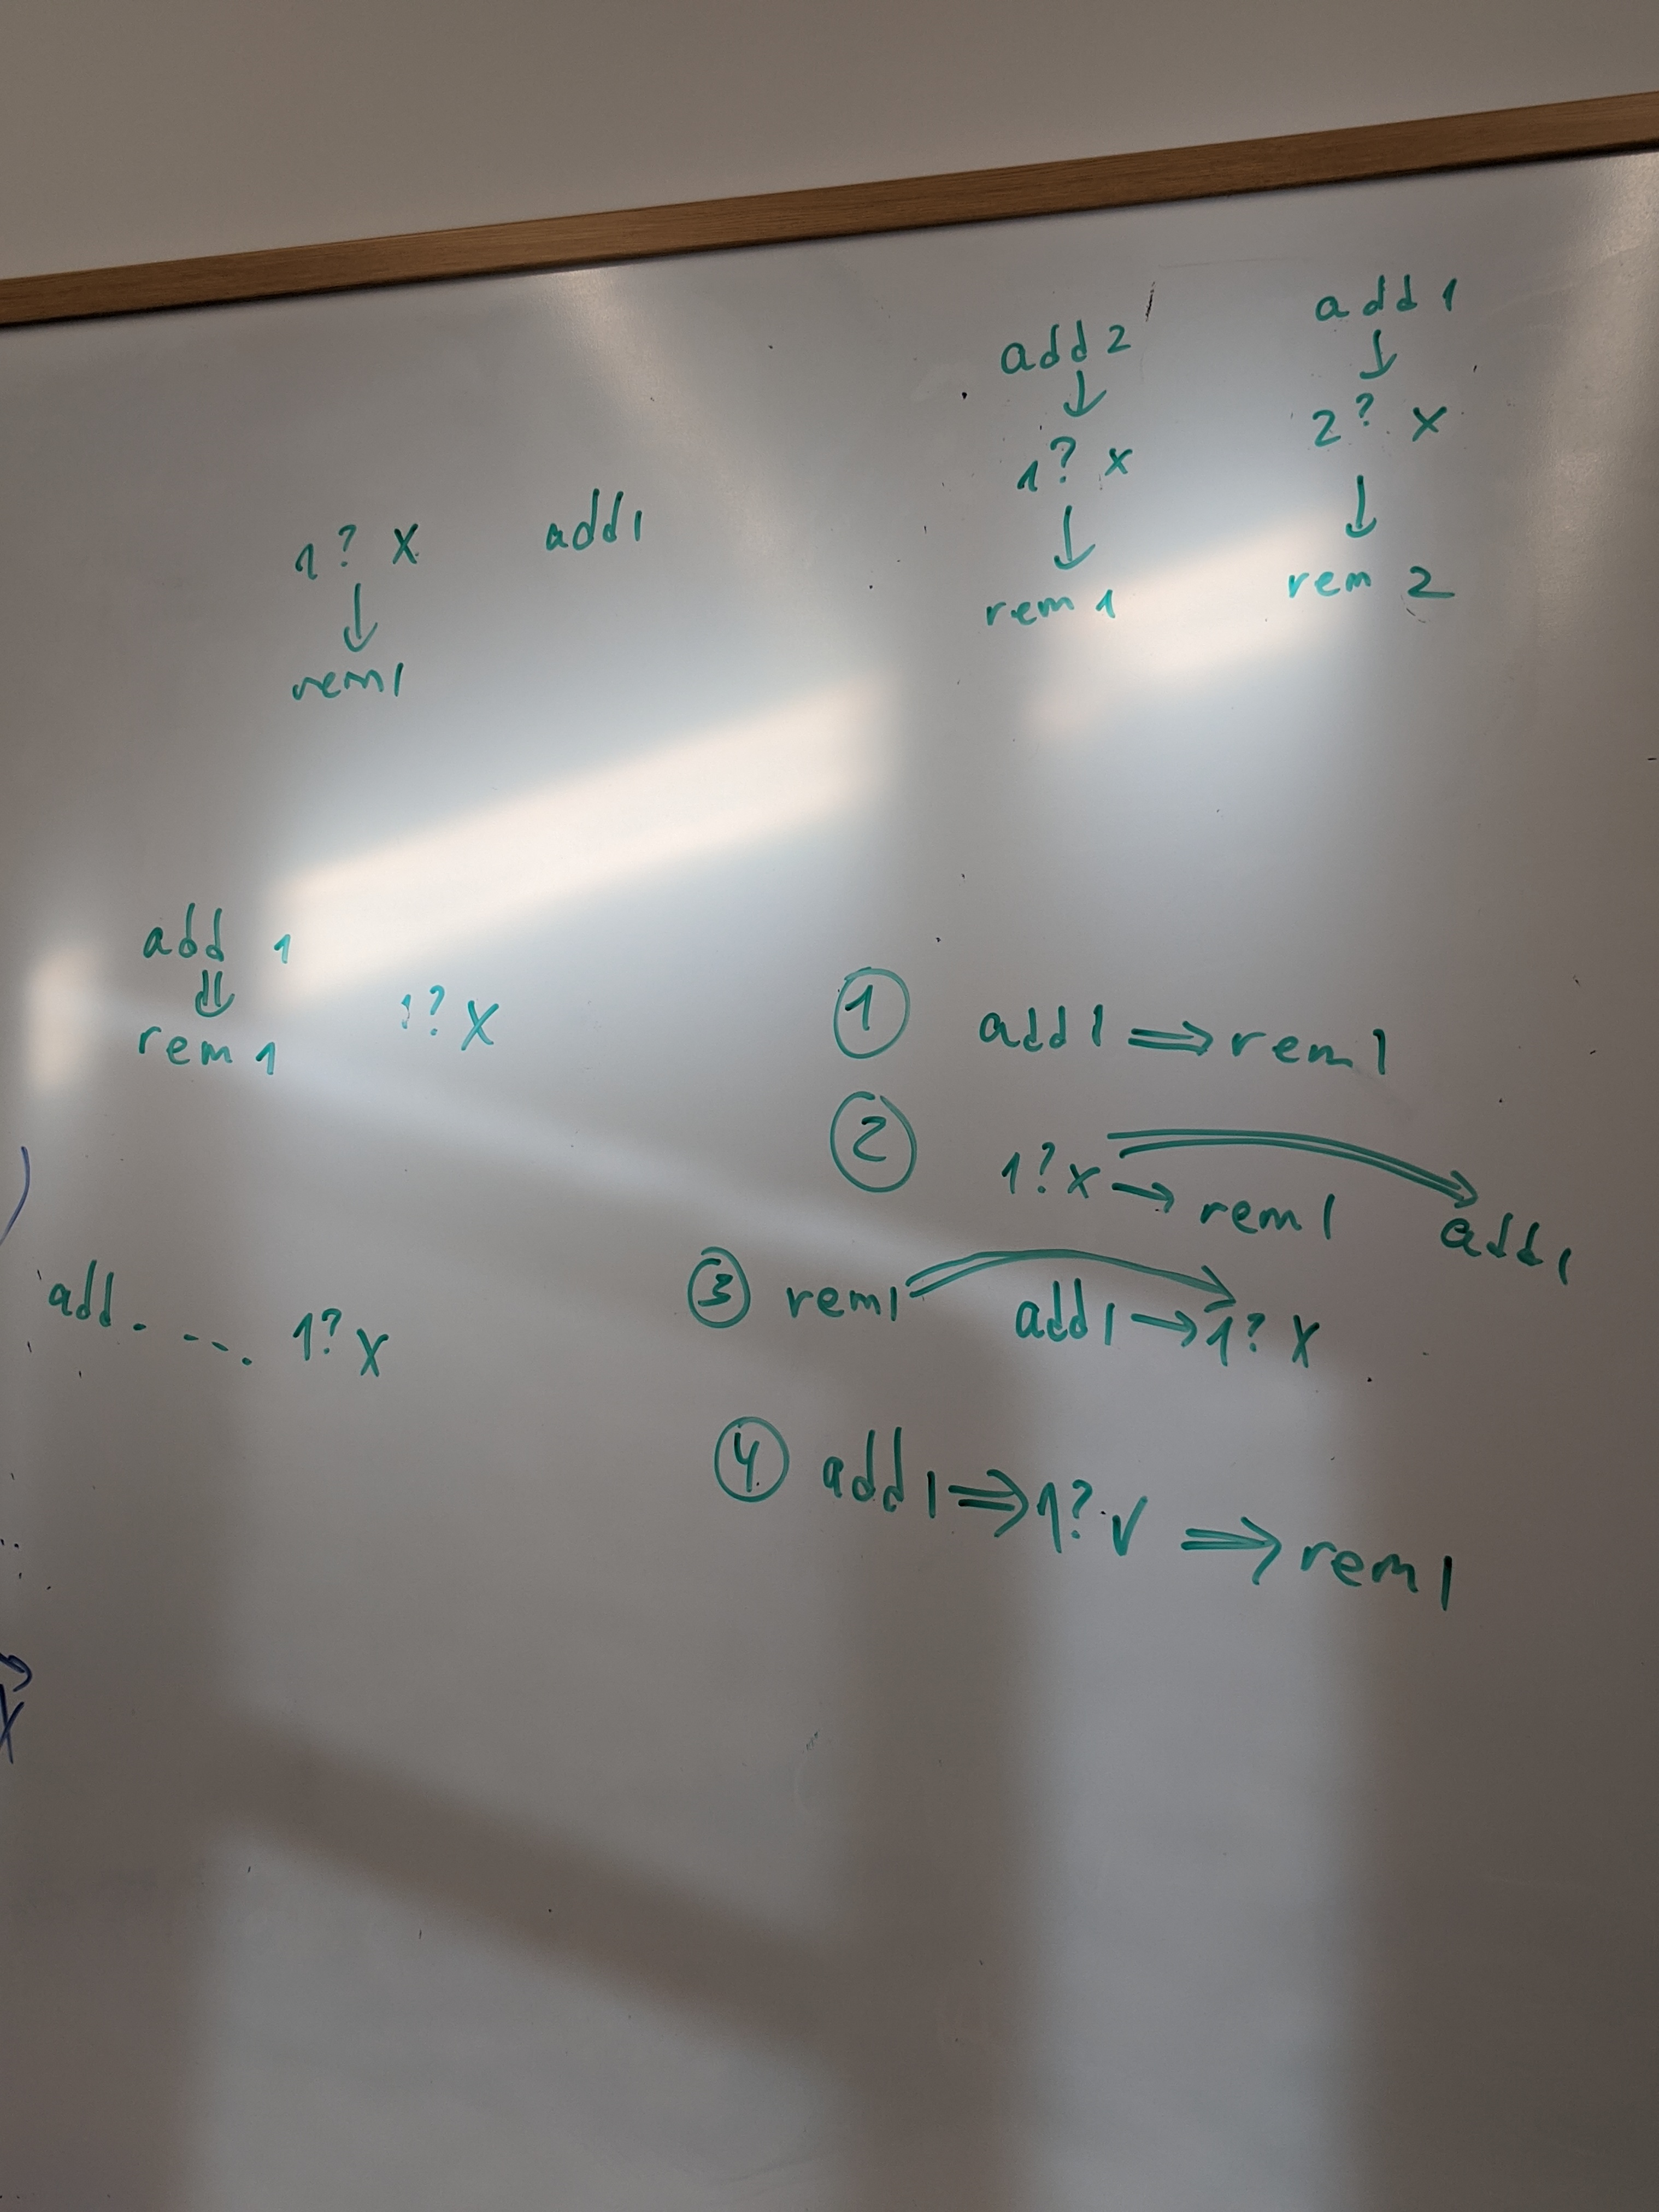 add 2
↓
1? x
↓
rem 1
add 1
↓
2? x
↓
rem 2
1? X
↓
rem1
add1
add 1
⇓
rem 1
1? X
add. - -. . 1? X
① add1 ⟹ rem1
② 1? x → rem1 ⟹ add1
③ rem1 ⟹ add1 → 1? X
④ add1 ⟹ 1? √ ⟹ rem1
X